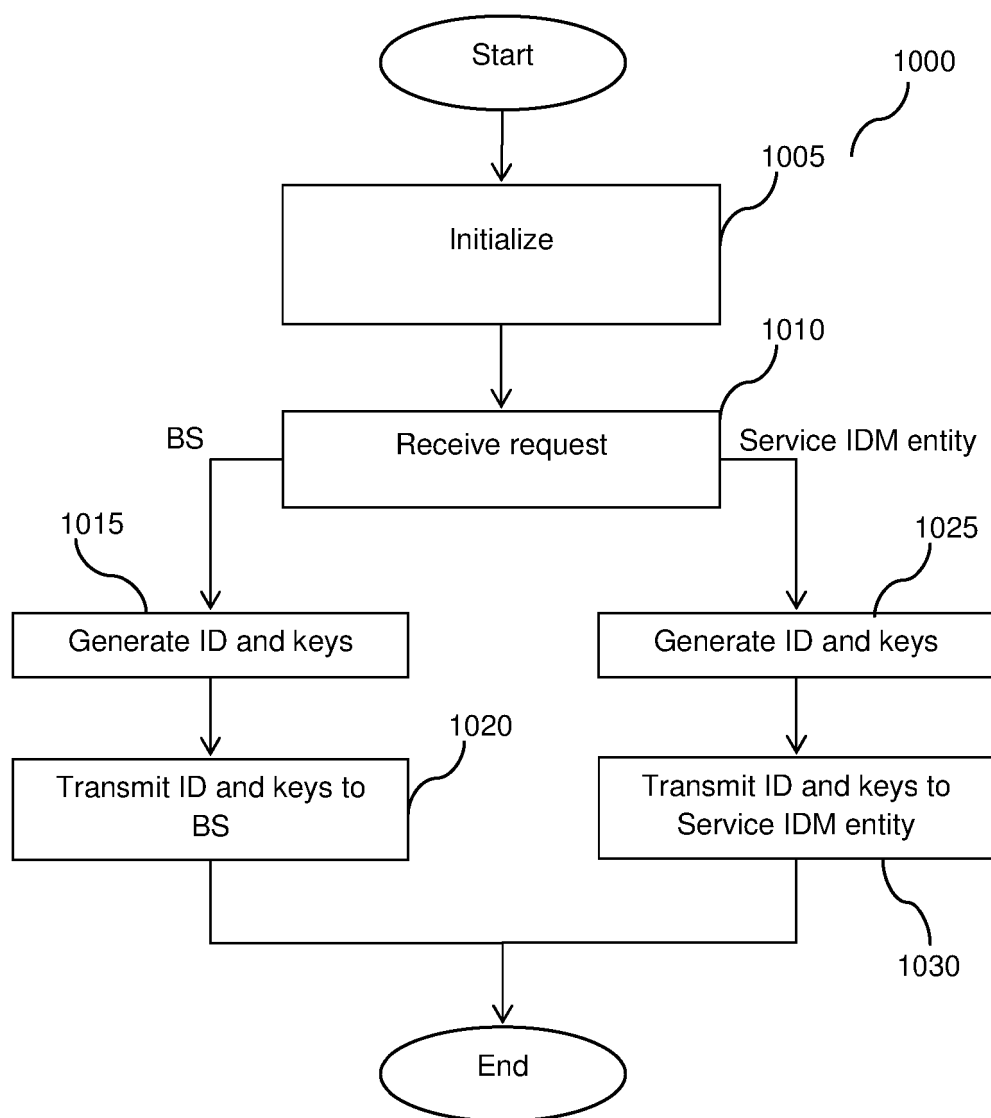 Start
1000
1005
Initialize
1010
BS
Receive request
Service IDM entity
1015
1025
Generate ID and keys
Generate ID and keys
1020
Transmit ID and keys to
BS
Transmit ID and keys to
Service IDM entity
1030
End